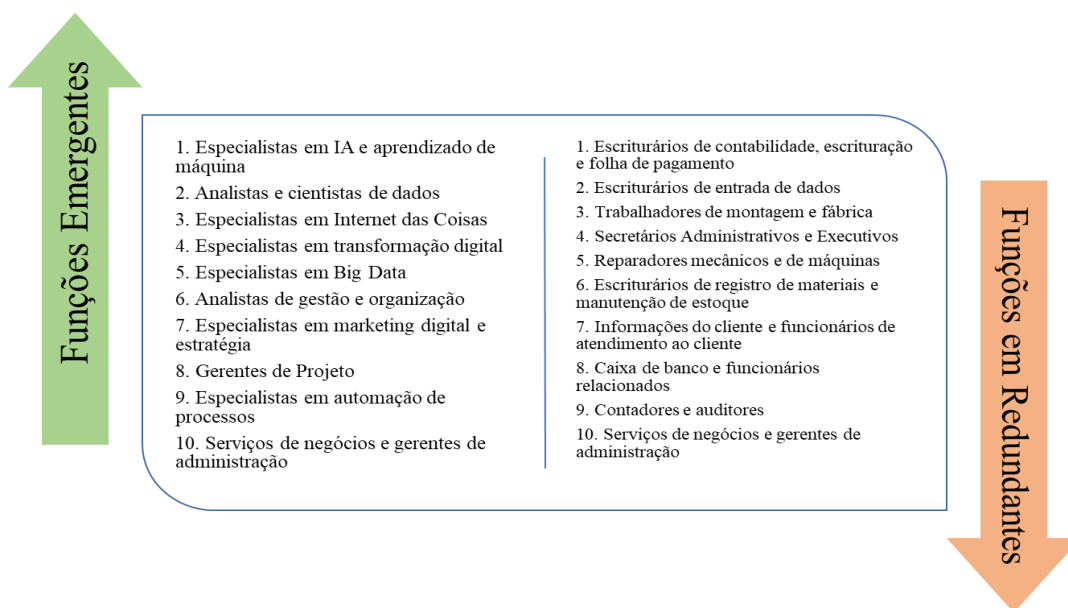 Funções Emergentes
1. Especialistas em IA e aprendizado de
máquina
2. Analistas e cientistas de dados
3. Especialistas em Internet das Coisas
4. Especialistas em transformação digital
5. Especialistas em Big Data
6. Analistas de gestão e organização
7. Especialistas em marketing digital e
estratégia
8. Gerentes de Projeto
9. Especialistas em automação de
processos
10. Serviços de negócios e gerentes de
administração
1. Escriturários de contabilidade, escrituração
e folha de pagamento
2. Escriturários de entrada de dados
3. Trabalhadores de montagem e fábrica
4. Secretários Administrativos e Executivos
5. Reparadores mecânicos e de máquinas
6. Escriturários de registro de materiais e
manutenção de estoque
7. Informações do cliente e funcionários de
atendimento ao cliente
8. Caixa de banco e funcionários
relacionados
9. Contadores e auditores
10. Serviços de negócios e gerentes de
administração
Funções em Redundantes